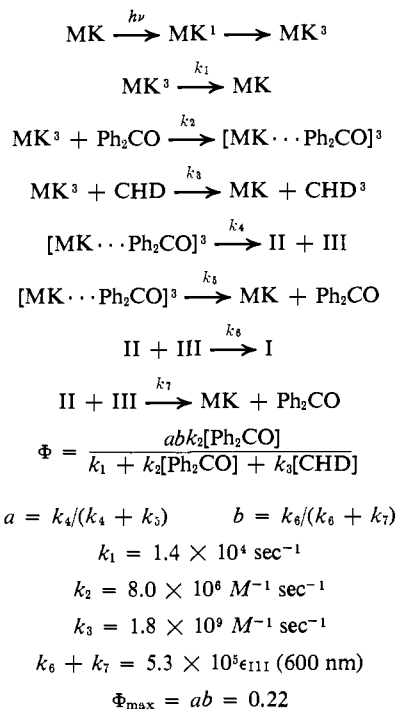 MK —hν→ MK¹ ⟶ MK³
MK³ —k₁→ MK
MK³ + Ph₂CO —k₂→ [MK···Ph₂CO]³
MK³ + CHD —k₃→ MK + CHD³
[MK···Ph₂CO]³ —k₄→ II + III
[MK···Ph₂CO]³ —k₅→ MK + Ph₂CO
II + III —k₆→ I
II + III —k₇→ MK + Ph₂CO
Φ = abk₂[Ph₂CO] / k₁ + k₂[Ph₂CO] + k₃[CHD]
a = k₄/(k₄ + k₅) b = k₆/(k₆ + k₇)
k₁ = 1.4 × 10⁴ sec⁻¹
k₂ = 8.0 × 10⁶ M⁻¹ sec⁻¹
k₃ = 1.8 × 10⁹ M⁻¹ sec⁻¹
k₆ + k₇ = 5.3 × 10⁵ϵIII (600 nm)
Φmax = ab = 0.22